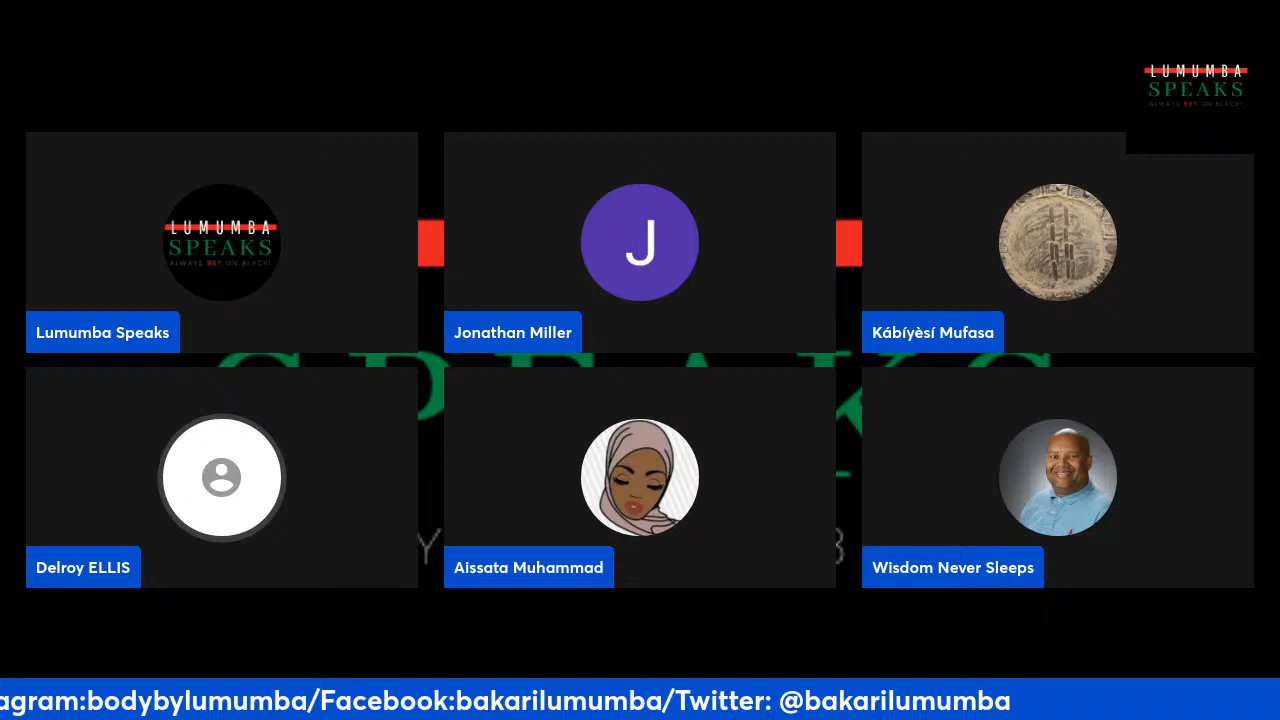 LUMUMBA
SPEAKS
ALWAYS BET ON BLACK!
LUMUMBA
SPEAKS
ALWAYS BET ON BLACK!
J
Lumumba Speaks
Jonathan Miller
Kábíyèsí Mufasa
SPEAKS
Delroy ELLIS
Aissata Muhammad
Wisdom Never Sleeps
agram:bodybylumumba/Facebook:bakarilumumba/Twitter: @bakarilumumba